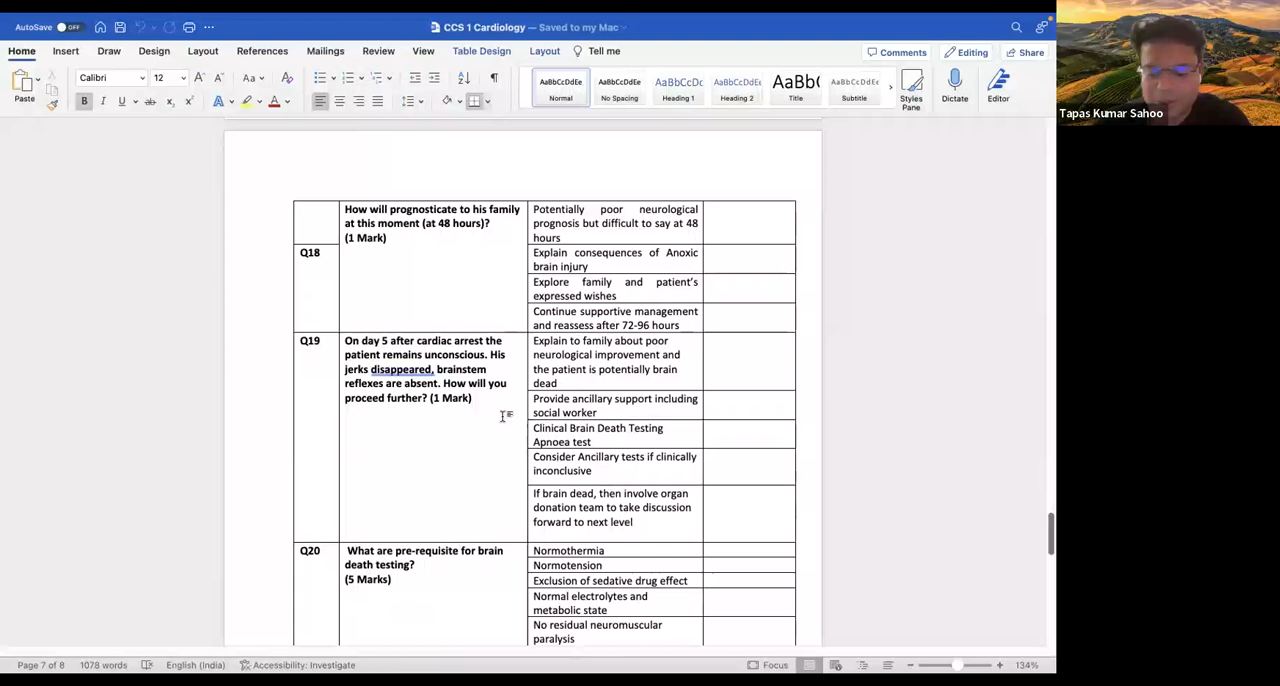 AutoSave OFF
CCS 1 Cardiology — Saved to my Mac
Home Insert Draw Design Layout References Mailings Review View Table Design Layout Tell me
Comments Editing Share
Paste
Calibri 12
AaBbCcDdEe
Normal
AaBbCcDdEe
No Spacing
AaBbCcDc
Heading 1
AaBbCcDdE
Heading 2
AaBb(
Title
AaBbCcDdEe
Subtitle
Styles
Pane
Dictate
Editor
Tapas Kumar Sahoo
How will prognosticate to his family
at this moment (at 48 hours)?
(1 Mark)
Potentially poor neurological
prognosis but difficult to say at 48
hours
Q18
Explain consequences of Anoxic
brain injury
Explore family and patient's
expressed wishes
Continue supportive management
and reassess after 72-96 hours
Q19
On day 5 after cardiac arrest the
patient remains unconscious. His
jerks disappeared, brainstem
reflexes are absent. How will you
proceed further? (1 Mark)
Explain to family about poor
neurological improvement and
the patient is potentially brain
dead
Provide ancillary support including
social worker
Clinical Brain Death Testing
Apnoea test
Consider Ancillary tests if clinically
inconclusive
If brain dead, then involve organ
donation team to take discussion
forward to next level
Q20
What are pre-requisite for brain
death testing?
(5 Marks)
Normothermia
Normotension
Exclusion of sedative drug effect
Normal electrolytes and
metabolic state
No residual neuromuscular
paralysis
Page 7 of 8 1078 words English (India) Accessibility: Investigate
Focus 134%